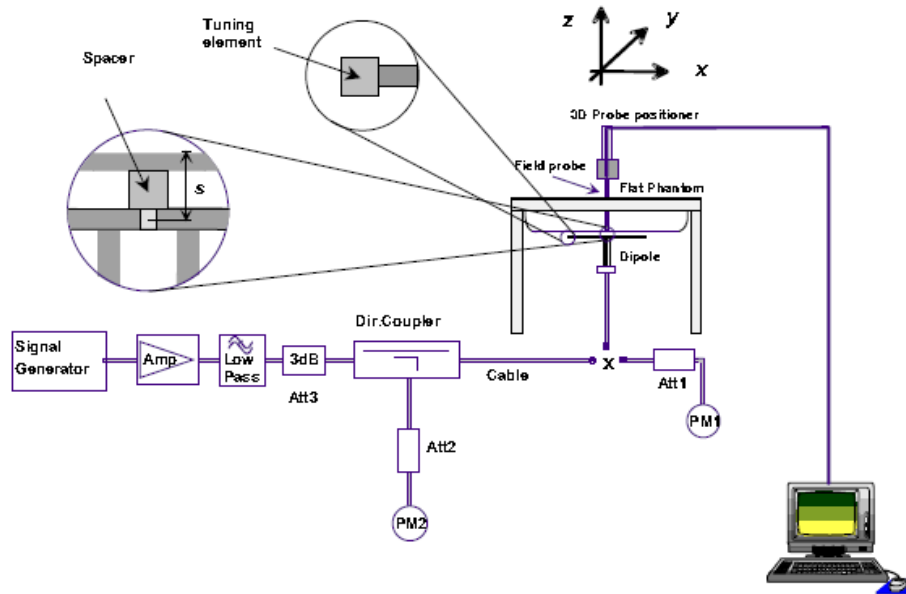 Tuning
element
Spacer
s
z
y
x
3D Probe positioner
Field probe
Flat Phantom
Dipole
Dir.Coupler
Signal
Generator
Amp
Low
Pass
3dB
Att3
Cable
x
Att1
PM1
Att2
PM2